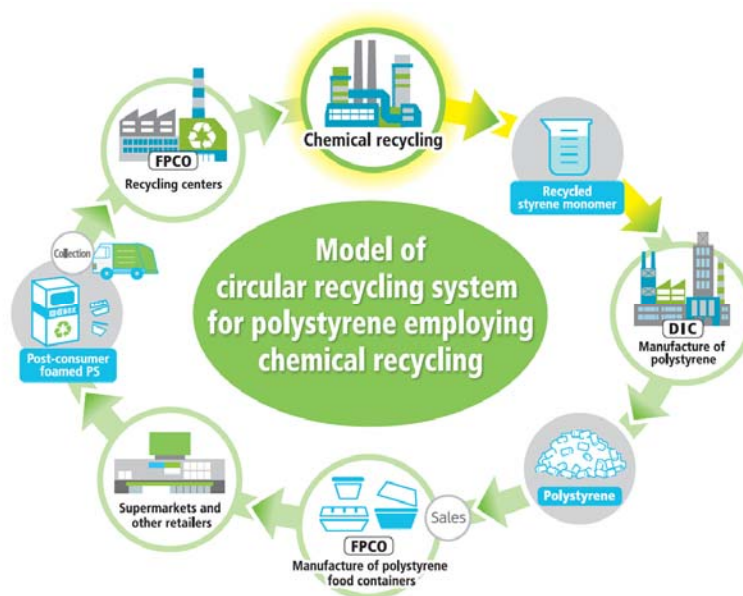 Chemical recycling
FPCO
Recycling centers
Recycled
styrene monomer
Collection
Model of
circular recycling system
for polystyrene employing
chemical recycling
DIC
Manufacture of
polystyrene
Post-consumer
foamed PS
Supermarkets and
other retailers
Polystyrene
Sales
FPCO
Manufacture of polystyrene
food containers